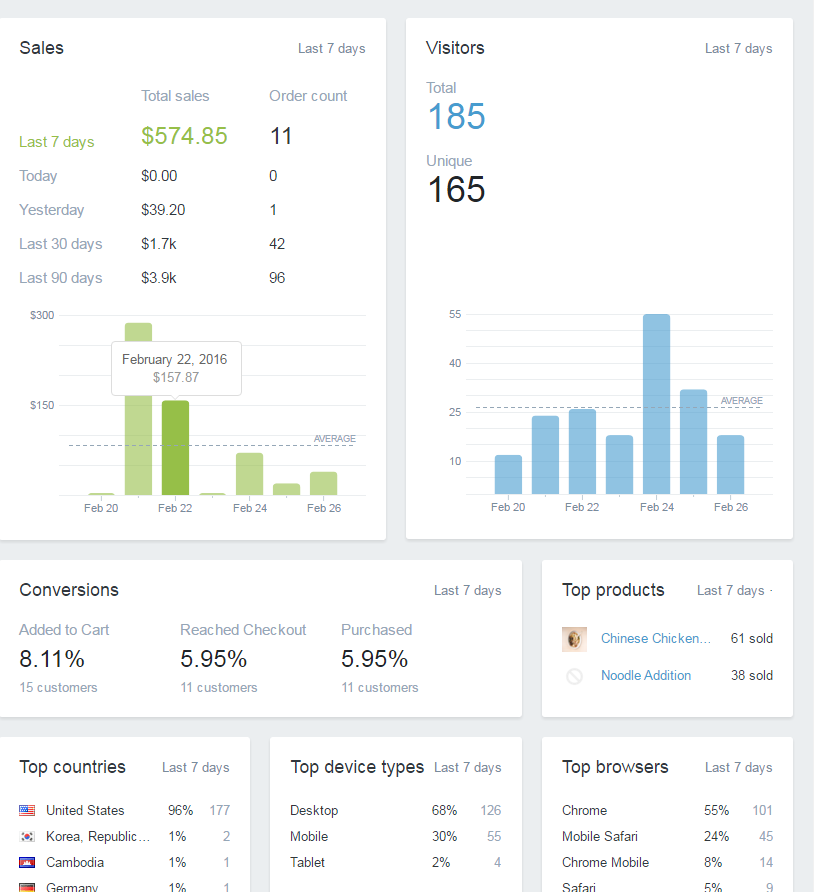 Sales Last 7 days
Total sales Order count
Last 7 days $574.85 11
Today $0.00 0
Yesterday $39.20 1
Last 30 days $1.7k 42
Last 90 days $3.9k 96
$300
February 22, 2016
$157.87
$150
AVERAGE
Feb 20 Feb 22 Feb 24 Feb 26
Visitors Last 7 days
Total
185
Unique
165
55
40
AVERAGE
25
10
Feb 20 Feb 22 Feb 24 Feb 26
Conversions Last 7 days
Added to Cart Reached Checkout Purchased
8.11% 5.95% 5.95%
15 customers 11 customers 11 customers
Top products Last 7 days ·
Chinese Chicken... 61 sold
Noodle Addition 38 sold
Top countries Last 7 days
United States 96% 177
Korea, Republic... 1% 2
Cambodia 1% 1
Germany 1% 1
Top device types Last 7 days
Desktop 68% 126
Mobile 30% 55
Tablet 2% 4
Top browsers Last 7 days
Chrome 55% 101
Mobile Safari 24% 45
Chrome Mobile 8% 14
Safari 5% 9